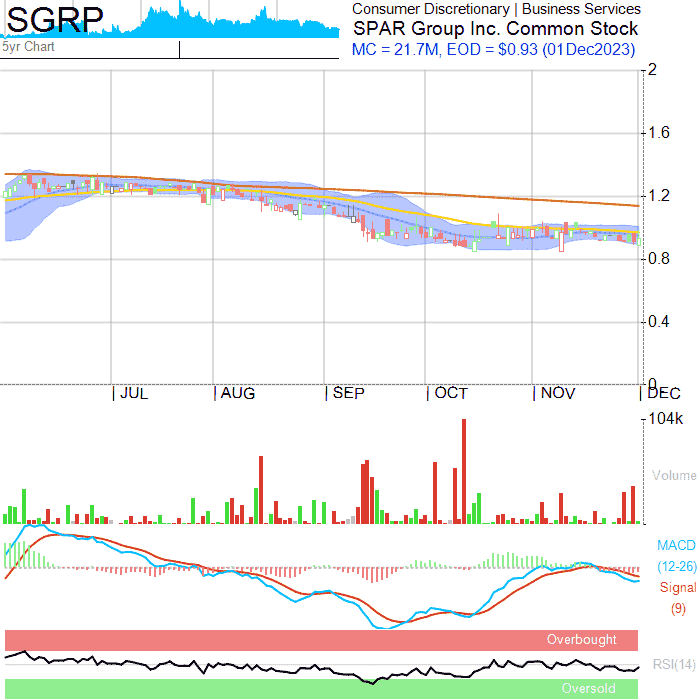 SGRP
5yr Chart
Consumer Discretionary | Business Services
SPAR Group Inc. Common Stock
MC = 21.7M, EOD = $0.93 (01Dec2023)
2
1.6
1.2
0.8
0.4
0
JUL
AUG
SEP
OCT
NOV
DEC
104k
Volume
MACD
(12-26)
Signal
(9)
Overbought
RSI(14)
Oversold